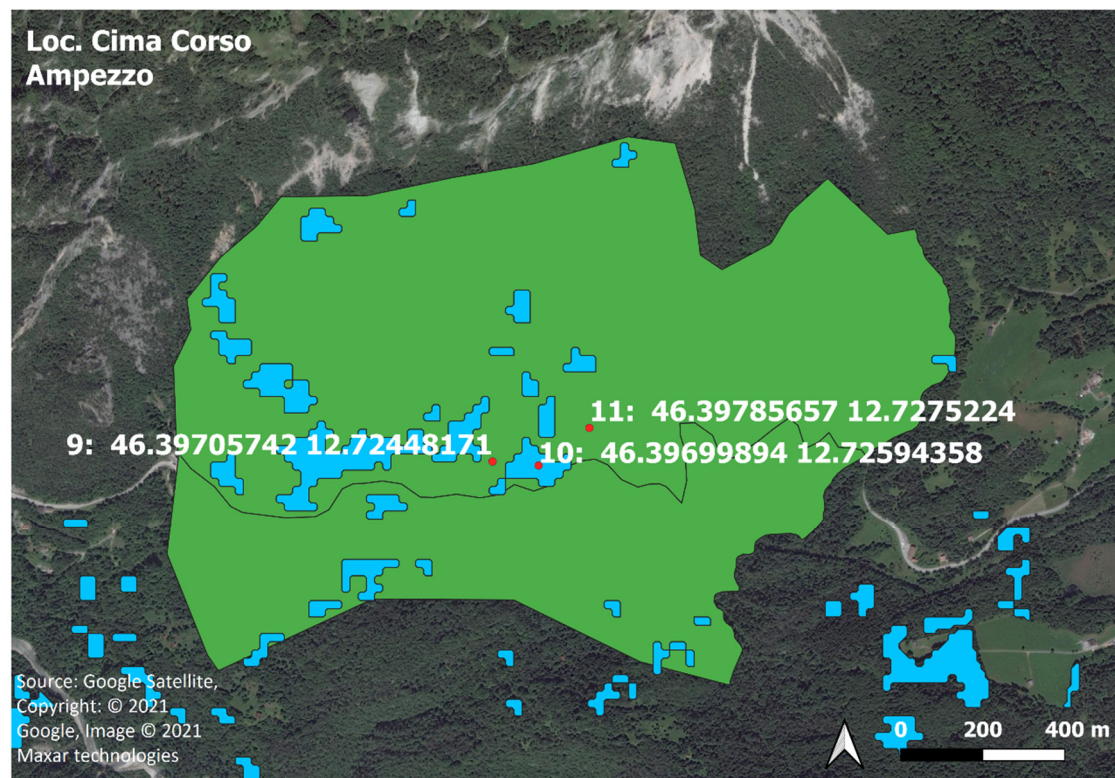 Loc. Cima Corso
Ampezzo
11: 46.39785657 12.7275224
9: 46.39705742 12.72448171
10: 46.39699894 12.72594358
Source: Google Satellite,
Copyright: © 2021
Google, Image © 2021
Maxar technologies
0 200 400 m